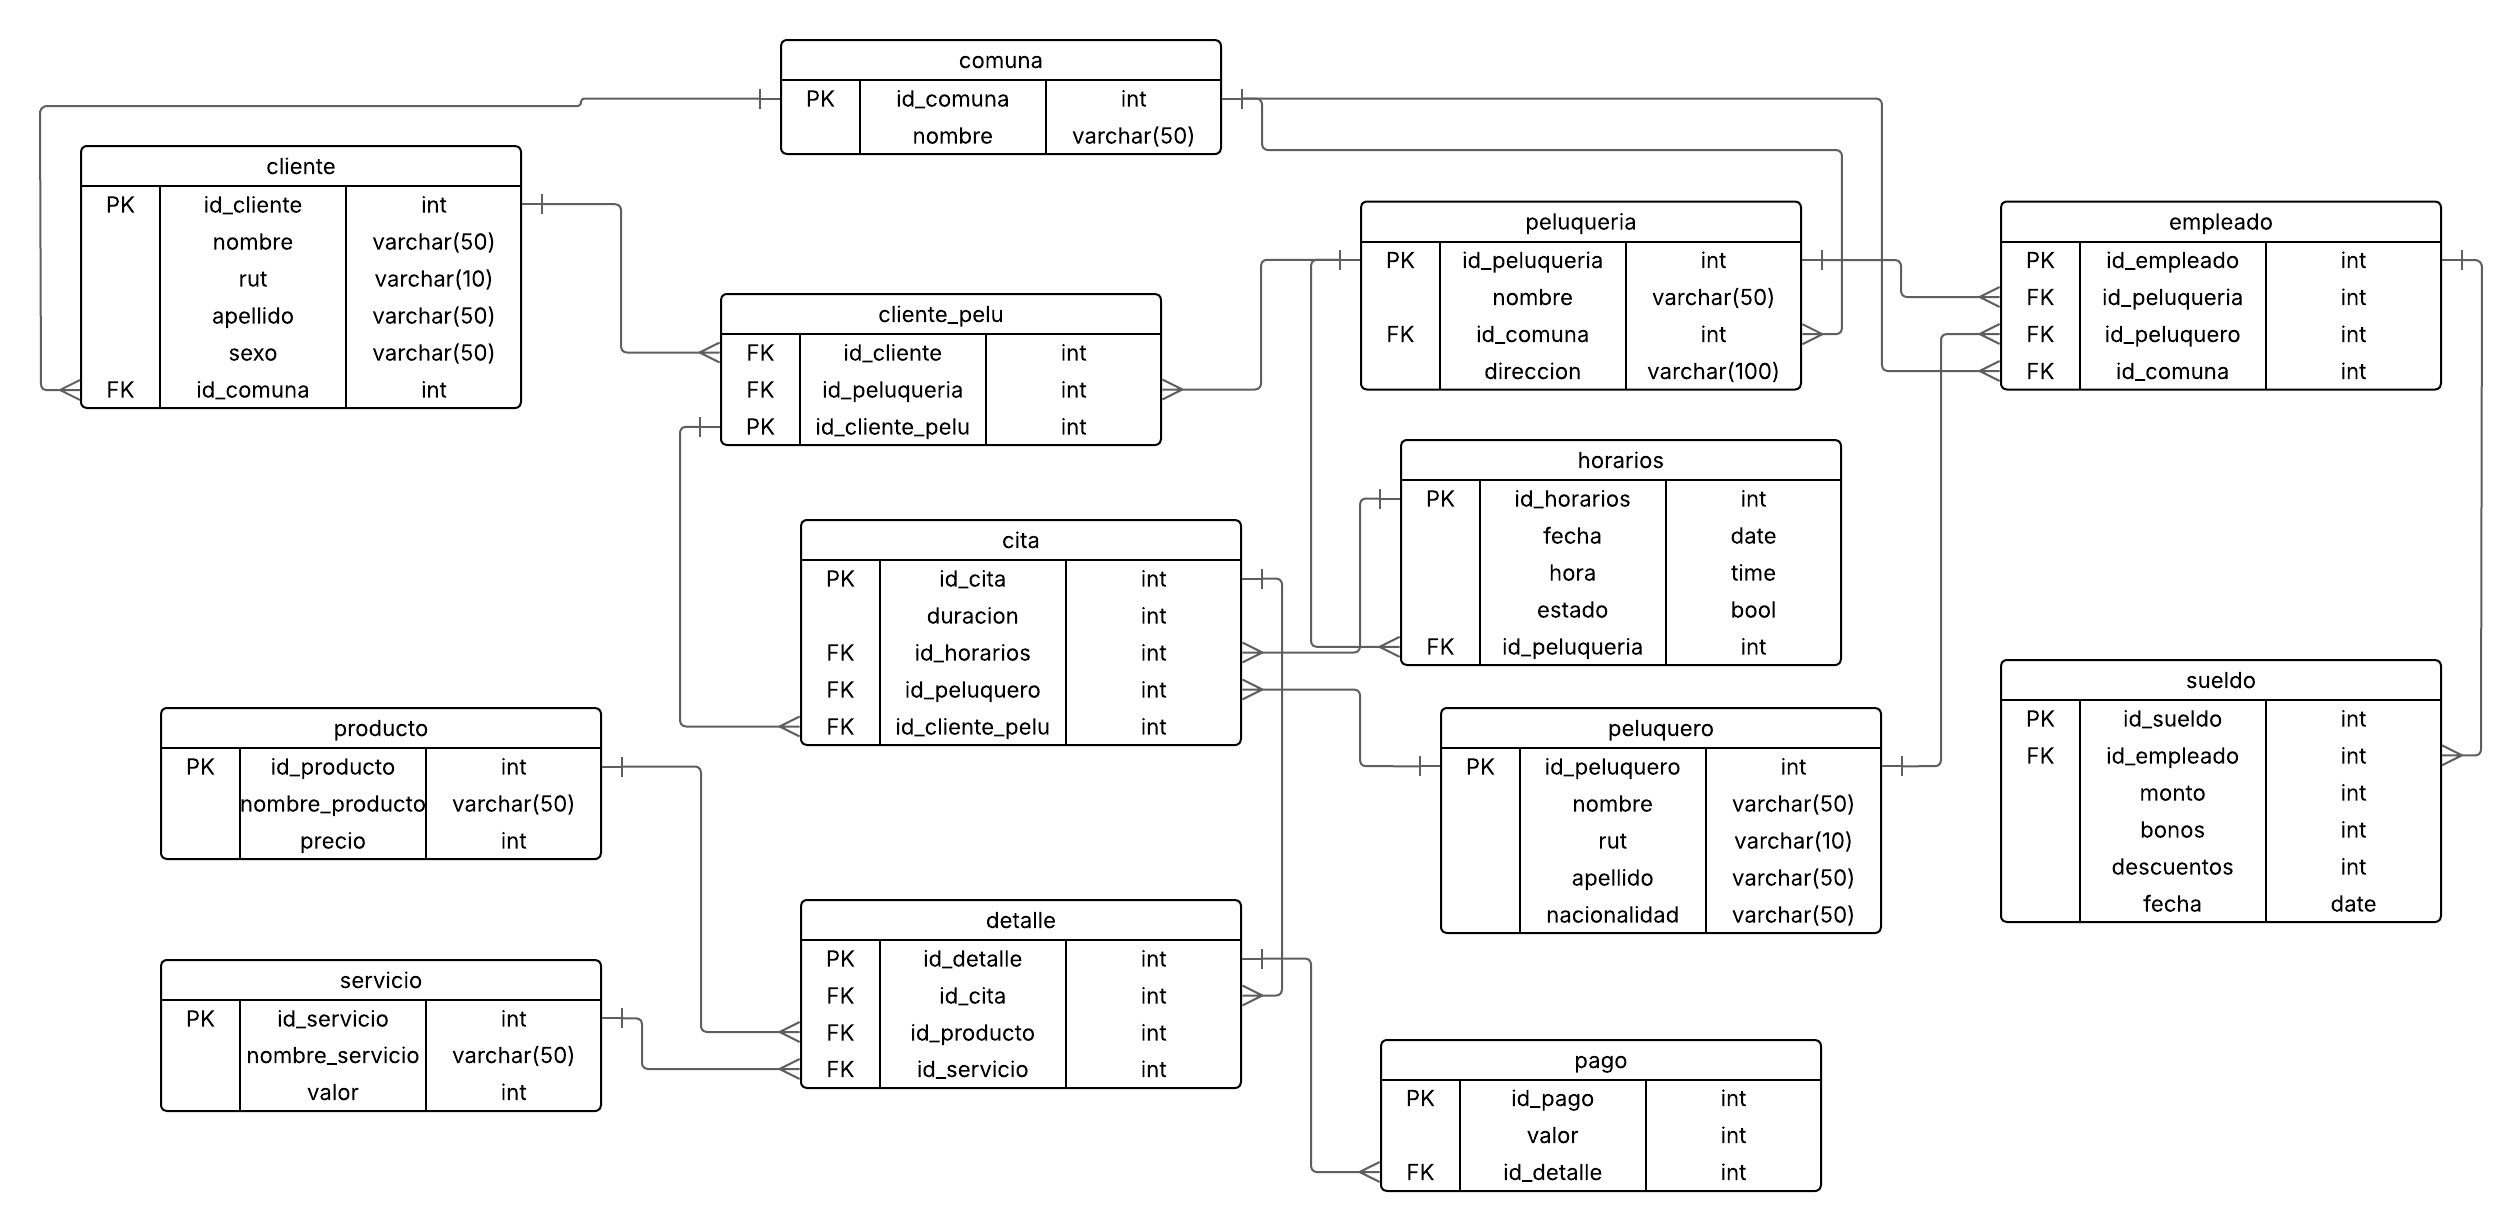 comuna
PK id_comuna int
nombre varchar(50)
cliente
PK id_cliente int
nombre varchar(50)
rut varchar(10)
apellido varchar(50)
sexo varchar(50)
FK id_comuna int
peluqueria
PK id_peluqueria int
nombre varchar(50)
FK id_comuna int
direccion varchar(100)
empleado
PK id_empleado int
FK id_peluqueria int
FK id_peluquero int
FK id_comuna int
cliente_pelu
FK id_cliente int
FK id_peluqueria int
PK id_cliente_pelu int
horarios
PK id_horarios int
fecha date
hora time
estado bool
FK id_peluqueria int
cita
PK id_cita int
duracion int
FK id_horarios int
FK id_peluquero int
FK id_cliente_pelu int
sueldo
PK id_sueldo int
FK id_empleado int
monto int
bonos int
descuentos int
fecha date
producto
PK id_producto int
nombre_producto varchar(50)
precio int
peluquero
PK id_peluquero int
nombre varchar(50)
rut varchar(10)
apellido varchar(50)
nacionalidad varchar(50)
detalle
PK id_detalle int
FK id_cita int
FK id_producto int
FK id_servicio int
servicio
PK id_servicio int
nombre_servicio varchar(50)
valor int
pago
PK id_pago int
valor int
FK id_detalle int